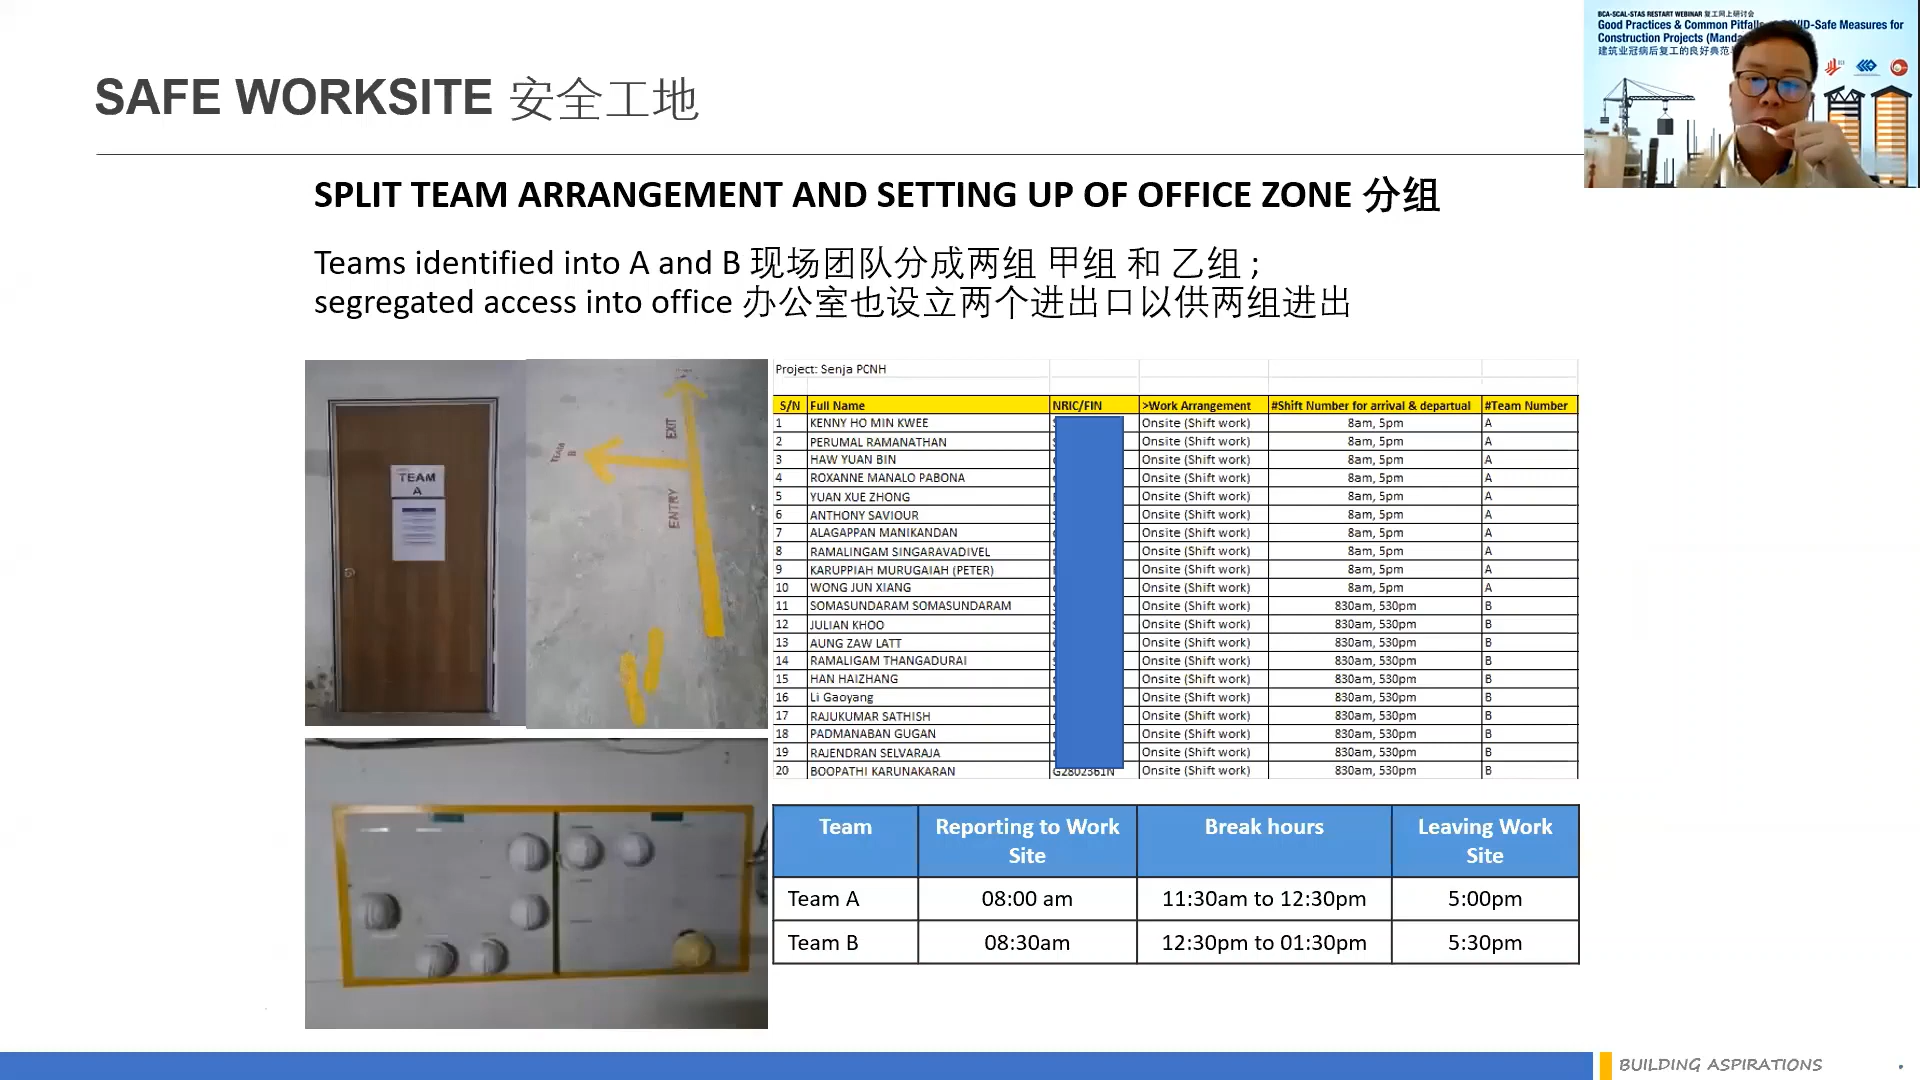 SAFE WORKSITE 安全工地
BCA-SCAL-STAS RESTART WEBINAR 复工网上研讨会
Good Practices & Common Pitfalls VID-Safe Measures for
Construction Projects (Manda
建筑业冠病后复工的良好典范
SPLIT TEAM ARRANGEMENT AND SETTING UP OF OFFICE ZONE 分组
Teams identified into A and B 现场团队分成两组 甲组 和 乙组 ;
segregated access into office 办公室也设立两个进出口以供两组进出
TEAM
A
TEAM
B
EXIT
ENTRY
Project: Senja PCNH
S/N Full Name NRIC/FIN >Work Arrangement #Shift Number for arrival & departual #Team Number
1 KENNY HO MIN KWEE Onsite (Shift work) 8am, 5pm A
2 PERUMAL RAMANATHAN Onsite (Shift work) 8am, 5pm A
3 HAW YUAN BIN Onsite (Shift work) 8am, 5pm A
4 ROXANNE MANALO PABONA Onsite (Shift work) 8am, 5pm A
5 YUAN XUE ZHONG Onsite (Shift work) 8am, 5pm A
6 ANTHONY SAVIOUR Onsite (Shift work) 8am, 5pm A
7 ALAGAPPAN MANIKANDAN Onsite (Shift work) 8am, 5pm A
8 RAMALINGAM SINGARAVADIVEL Onsite (Shift work) 8am, 5pm A
9 KARUPPIAH MURUGAIAH (PETER) Onsite (Shift work) 8am, 5pm A
10 WONG JUN XIANG Onsite (Shift work) 8am, 5pm A
11 SOMASUNDARAM SOMASUNDARAM Onsite (Shift work) 830am, 530pm B
12 JULIAN KHOO Onsite (Shift work) 830am, 530pm B
13 AUNG ZAW LATT Onsite (Shift work) 830am, 530pm B
14 RAMALIGAM THANGADURAI Onsite (Shift work) 830am, 530pm B
15 HAN HAIZHANG Onsite (Shift work) 830am, 530pm B
16 Li Gaoyang Onsite (Shift work) 830am, 530pm B
17 RAJUKUMAR SATHISH Onsite (Shift work) 830am, 530pm B
18 PADMANABAN GUGAN Onsite (Shift work) 830am, 530pm B
19 RAJENDRAN SELVARAJA Onsite (Shift work) 830am, 530pm B
20 BOOPATHI KARUNAKARAN G2802361N Onsite (Shift work) 830am, 530pm B
Team Reporting to Work Site Break hours Leaving Work Site
Team A 08:00 am 11:30am to 12:30pm 5:00pm
Team B 08:30am 12:30pm to 01:30pm 5:30pm
BUILDING ASPIRATIONS